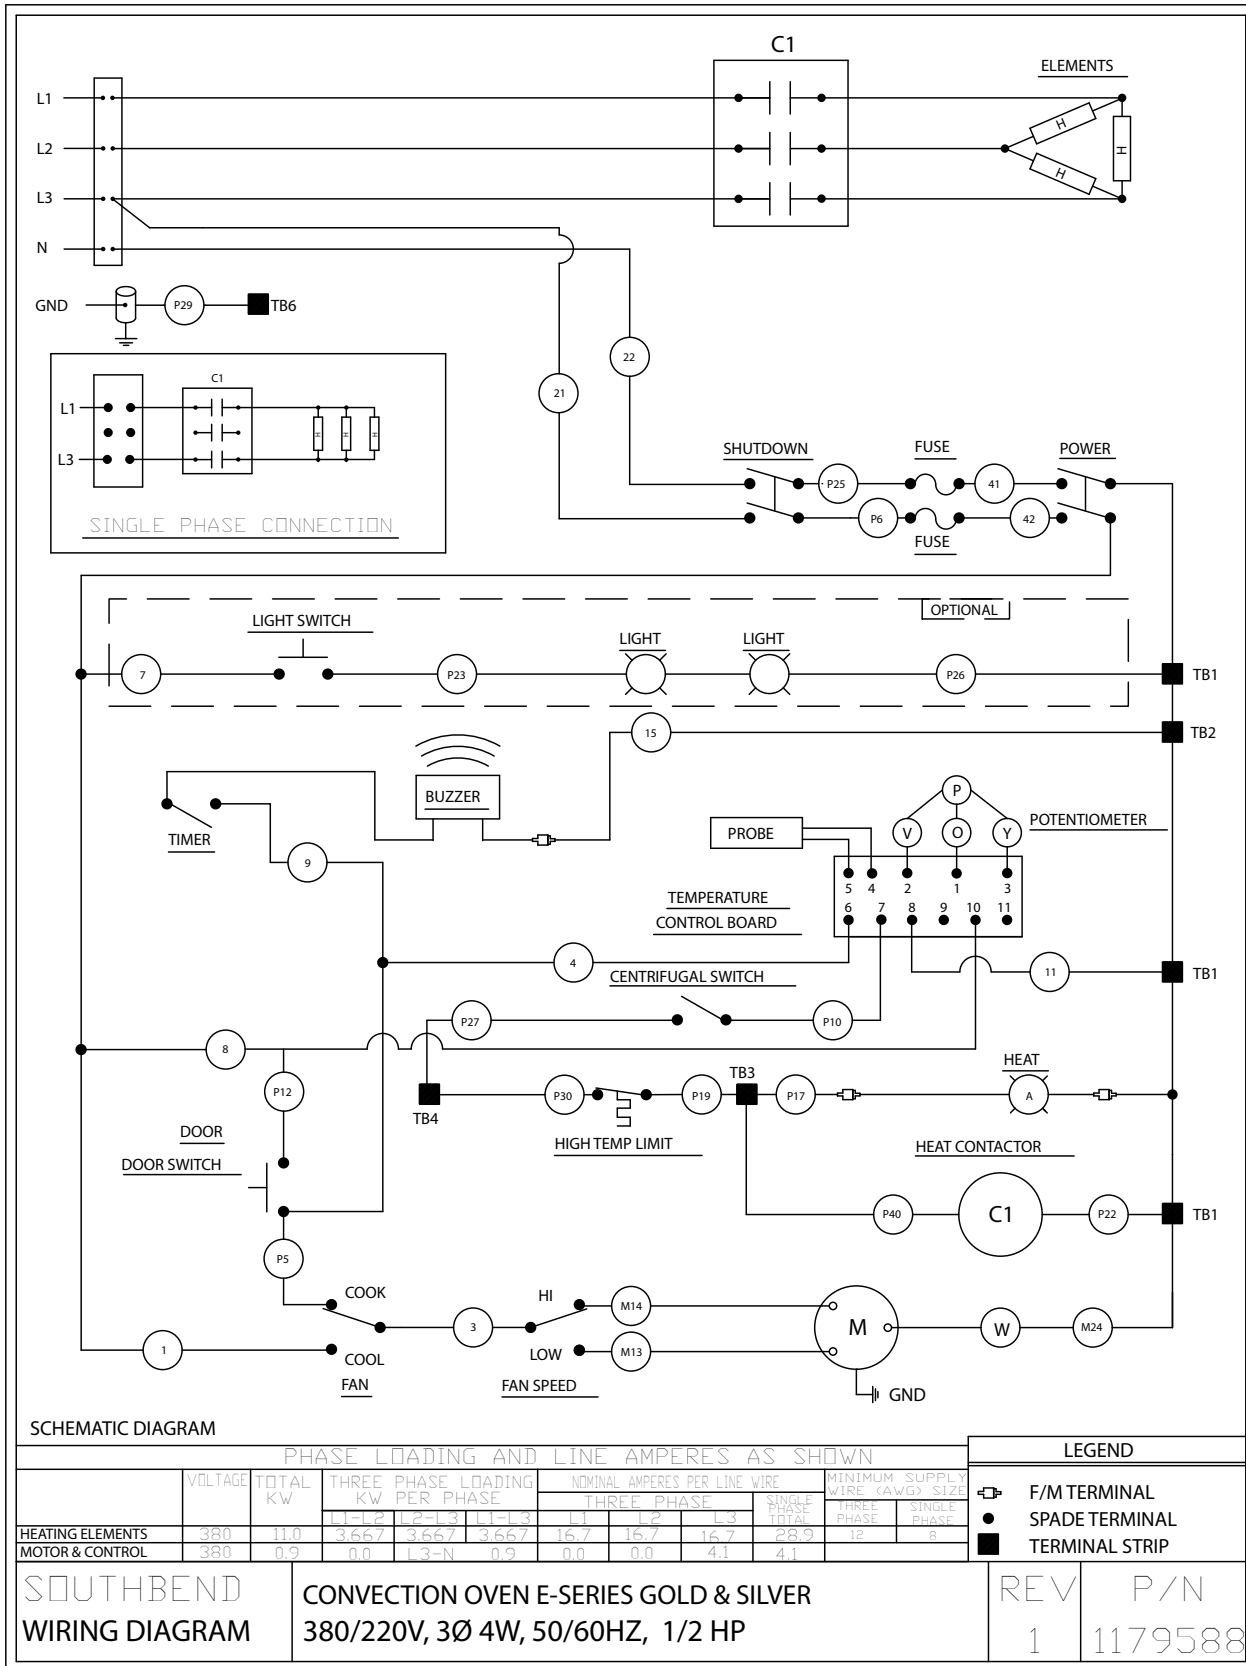 C1
ELEMENTS
L1
H
L2
H
H
L3
N
GND
P29
TB6
22
C1
L1
21
H
H
H
L3
SHUTDOWN
FUSE
POWER
P25
41
SINGLE PHASE CONNECTION
P6
42
FUSE
OPTIONAL
LIGHT SWITCH
LIGHT
LIGHT
7
P23
P26
TB1
15
TB2
BUZZER
P
TIMER
PROBE
V
O
Y
POTENTIOMETER
9
5 4 2 1 3
TEMPERATURE
6 7 8 9 10 11
CONTROL BOARD
4
CENTRIFUGAL SWITCH
11
TB1
P27
P10
8
HEAT
TB3
P12
P30
P19
P17
A
TB4
DOOR
HIGH TEMP LIMIT
HEAT CONTACTOR
DOOR SWITCH
P40
C1
P22
TB1
P5
COOK
HI
M14
3
M
W
M24
1
COOL
LOW
M13
FAN
FAN SPEED
GND
SCHEMATIC DIAGRAM
PHASE LOADING AND LINE AMPERES AS SHOWN
VOLTAGE
TOTAL KW
THREE PHASE LOADING
KW PER PHASE
NOMINAL AMPERES PER LINE WIRE
MINIMUM SUPPLY
WIRE (AWG) SIZE
THREE PHASE
SINGLE PHASE TOTAL
THREE PHASE
SINGLE PHASE
L1-L2 L2-L3 L1-L3 L1 L2 L3
HEATING ELEMENTS 380 11.0 3.667 3.667 3.667 16.7 16.7 16.7 28.9 12 8
MOTOR & CONTROL 380 0.9 0.0 L3-N 0.9 0.0 0.0 4.1 4.1
LEGEND
F/M TERMINAL
SPADE TERMINAL
TERMINAL STRIP
SOUTHBEND
WIRING DIAGRAM
CONVECTION OVEN E-SERIES GOLD & SILVER
380/220V, 3Ø 4W, 50/60HZ, 1/2 HP
REV
1
P/N
1179588